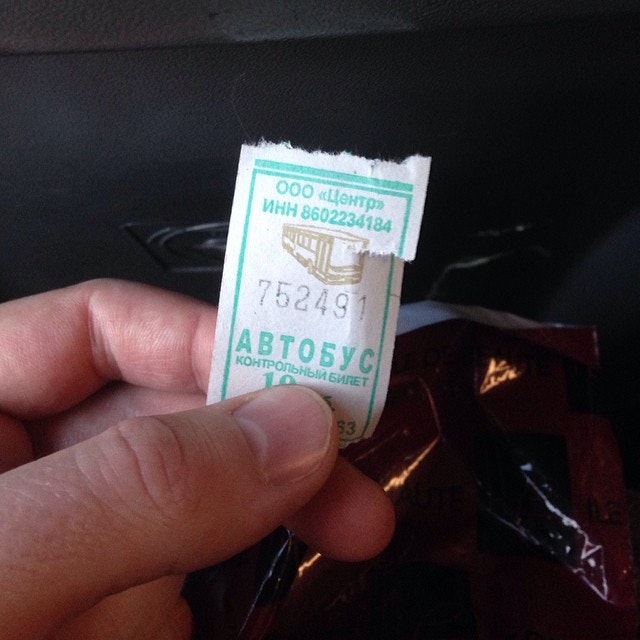 ООО «Центр»
ИНН 8602234184
752491
АВТОБУС
КОНТРОЛЬНЫЙ БИЛЕТ